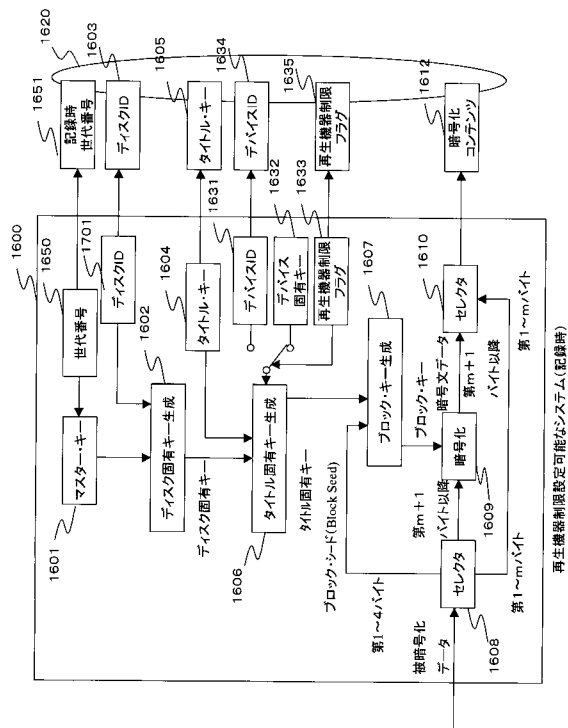 1600
1620
1650
世代番号
1651
記録時
世代番号
1701
ディスクID
1603
ディスクID
1601
マスター・キー
1602
ディスク固有キー生成
ディスク固有キー
1604
タイトル・キー
1605
タイトル・キー
1631
デバイスID
1634
デバイスID
1632
デバイス
固有キー
1633
再生機器制限
フラグ
1635
再生機器制限
フラグ
1606
タイトル固有キー生成
タイトル固有キー
1607
ブロック・キー生成
ブロック・シード(Block Seed)
ブロック・キー
第1~4バイト
被暗号化
データ
1608
セレクタ
第m+1
バイト以降
1609
暗号化
暗号文データ
第m+1
バイト以降
1610
セレクタ
1612
暗号化
コンテンツ
第1~mバイト
第1~mバイト
再生機器制限設定可能なシステム(記録時)